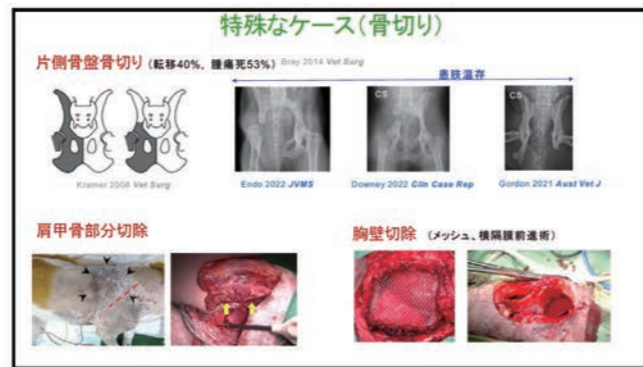 特殊なケース(骨切り)
片側骨盤骨切り (転移40%、腫瘍死53%) Bray 2014 Vet Surg
患肢温存
CS
CS
Kramer 2008 Vet Surg
Endo 2022 JVMS
Downey 2022 Clin Case Rep
Gordon 2021 Aust Vet J
肩甲骨部分切除
胸壁切除 (メッシュ、横隔膜前進術)